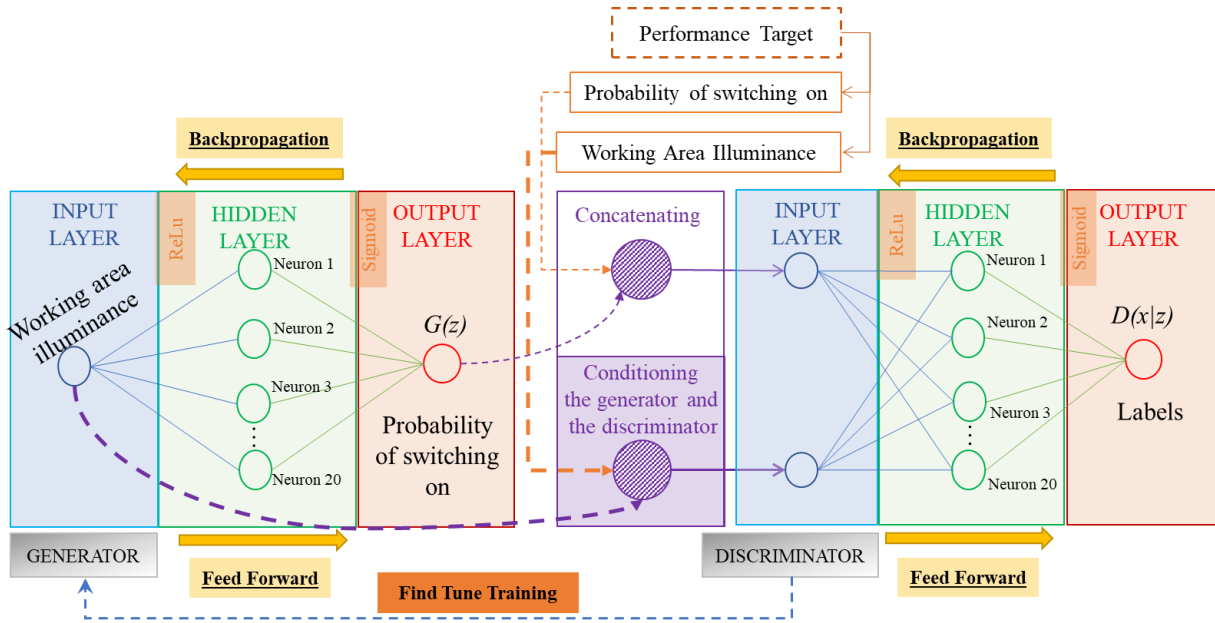 Performance Target
Probability of switching on
Working Area Illuminance
Backpropagation
Backpropagation
INPUT
LAYER
ReLu
HIDDEN
LAYER
Sigmoid
OUTPUT
LAYER
Working area
illuminance
Neuron 1
Neuron 2
Neuron 3
Neuron 20
G(z)
Probability
of switching
on
Concatenating
Conditioning
the generator and
the discriminator
INPUT
LAYER
ReLu
HIDDEN
LAYER
Sigmoid
OUTPUT
LAYER
Neuron 1
Neuron 2
Neuron 3
Neuron 20
D(x|z)
Labels
GENERATOR
Feed Forward
Find Tune Training
DISCRIMINATOR
Feed Forward